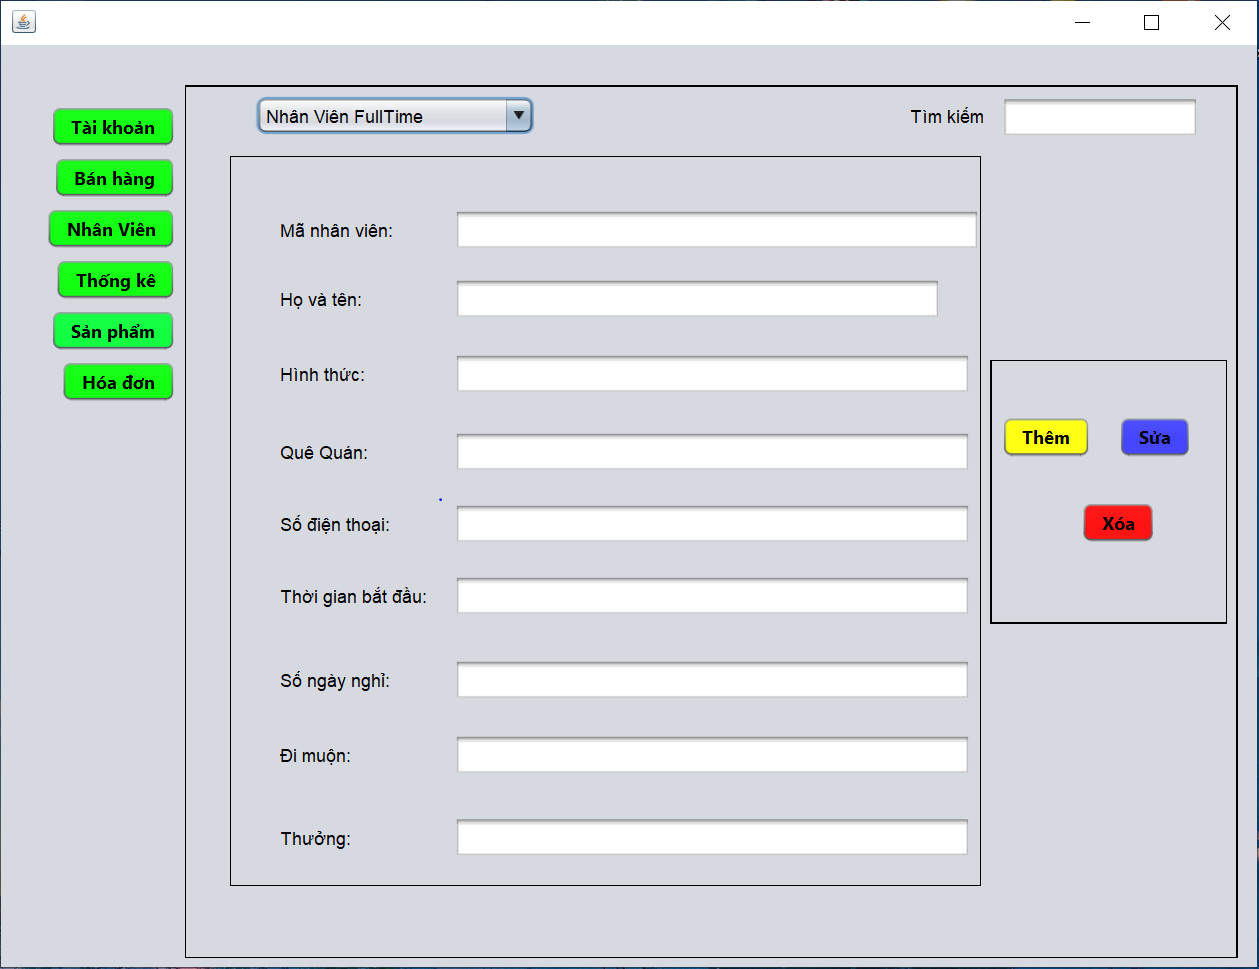 Tài khoản
Bán hàng
Nhân Viên
Thống kê
Sản phẩm
Hóa đơn
Nhân Viên FullTime
Tìm kiếm
Mã nhân viên:
Họ và tên:
Hình thức:
Quê Quán:
Số điện thoại:
Thời gian bắt đầu:
Số ngày nghỉ:
Đi muộn:
Thưởng:
Thêm
Sửa
Xóa